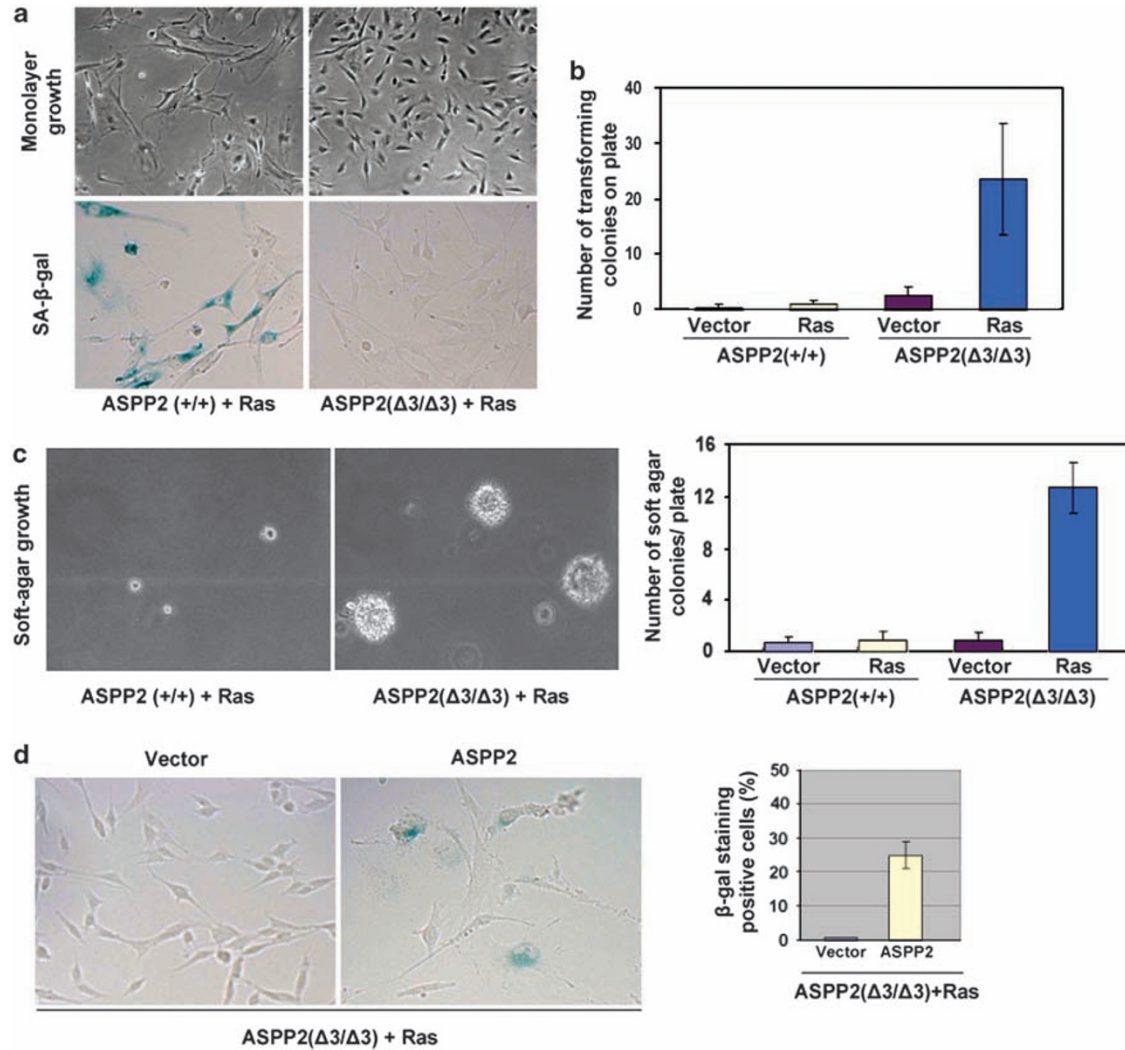 a
Monolayer
growth
SA-β-gal
ASPP2 (+/+) + Ras
ASPP2(Δ3/Δ3) + Ras
b
Number of transforming
colonies on plate
40
30
20
10
0
Vector
Ras
Vector
Ras
ASPP2(+/+)
ASPP2(Δ3/Δ3)
c
Soft-agar growth
ASPP2 (+/+) + Ras
ASPP2(Δ3/Δ3) + Ras
Number of soft agar
colonies/ plate
16
12
8
4
0
Vector
Ras
Vector
Ras
ASPP2(+/+)
ASPP2(Δ3/Δ3)
d
Vector
ASPP2
ASPP2(Δ3/Δ3) + Ras
β-gal staining
positive cells (%)
50
40
30
20
10
0
Vector
ASPP2
ASPP2(Δ3/Δ3)+Ras